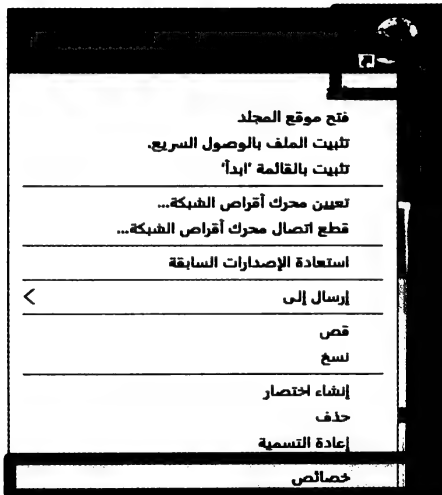 فتح موقع المجلد
تثبيت الملف بالوصول السريع.
تثبيت بالقائمة 'ابدأ'
تعيين محرك أقراص الشبكة...
قطع اتصال محرك أقراص الشبكة...
استعادة الإصدارات السابقة
إرسال إلى
قص
نسخ
إنشاء اختصار
حذف
إعادة التسمية
خصائص